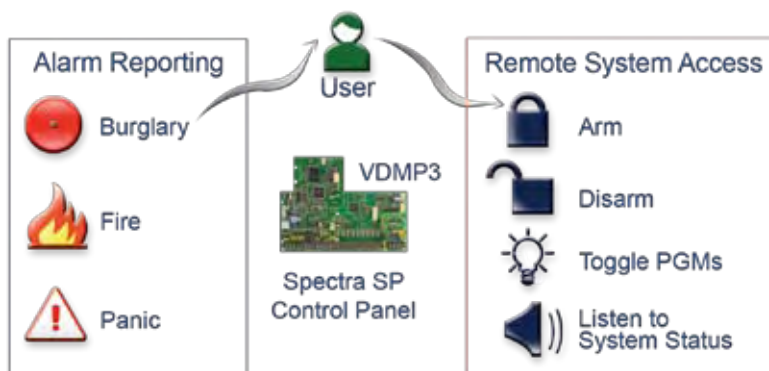 Alarm Reporting
Burglary
Fire
Panic
User
VDMP3
Spectra SP
Control Panel
Remote System Access
Arm
Disarm
Toggle PGMs
Listen to
System Status